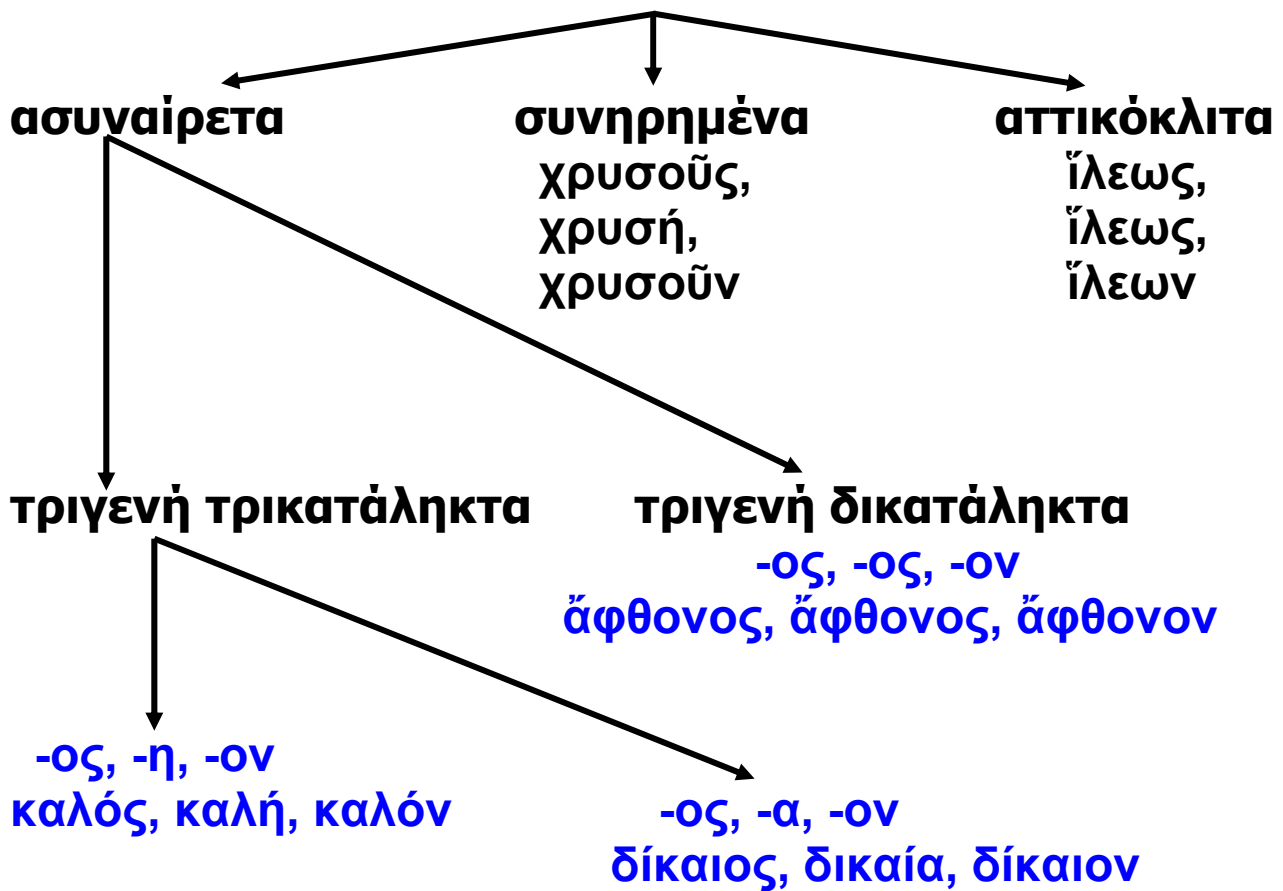 ασυναίρετα συνηρημένα αττικόκλιτα
χρυσοῦς, ἵλεως,
χρυσή, ἵλεως,
χρυσοῦν ἵλεων
τριγενή τρικατάληκτα τριγενή δικατάληκτα
-ος, -ος, -ον
ἄφθονος, ἄφθονος, ἄφθονον
-ος, -η, -ον
καλός, καλή, καλόν
-ος, -α, -ον
δίκαιος, δικαία, δίκαιον